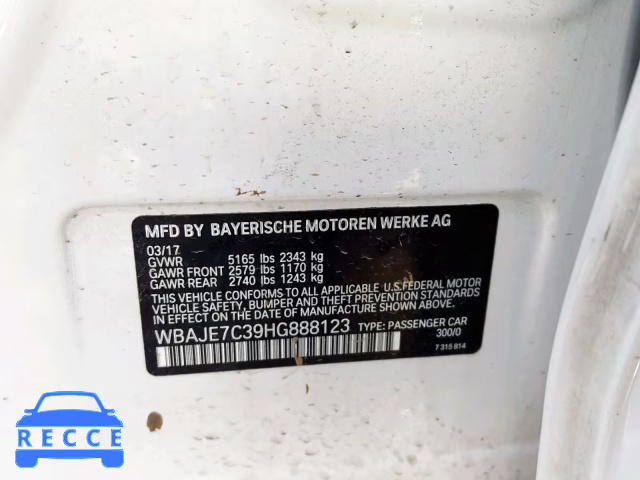 MFD BY BAYERISCHE MOTOREN WERKE AG
03/17
GVWR 5165 lbs 2343 kg
GAWR FRONT 2579 lbs 1170 kg
GAWR REAR 2740 lbs 1243 kg
THIS VEHICLE CONFORMS TO ALL APPLICABLE U.S.FEDERAL MOTOR
VEHICLE SAFETY, BUMPER AND THEFT PREVENTION STANDARDS
IN EFFECT ON THE DATE OF MANUFACTURE SHOWN ABOVE.
WBAJE7C39HG888123 TYPE: PASSENGER CAR
300/0
7 315 814
RECCE